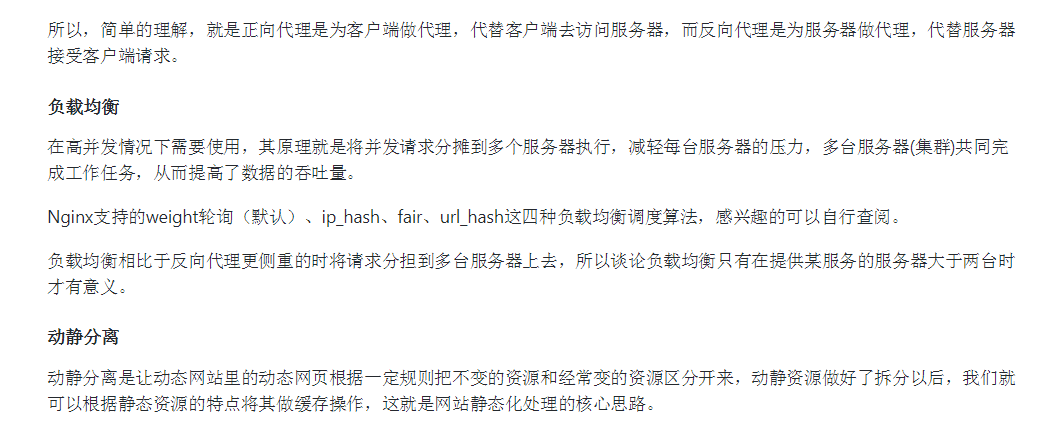 所以，简单的理解，就是正向代理是为客户端做代理，代替客户端去访问服务器，而反向代理是为服务器做代理，代替服务器
接受客户端请求。
负载均衡
在高并发情况下需要使用，其原理就是将并发请求分摊到多个服务器执行，减轻每台服务器的压力，多台服务器(集群)共同完
成工作任务，从而提高了数据的吞吐量。
Nginx支持的weight轮询（默认）、ip_hash、fair、url_hash这四种负载均衡调度算法，感兴趣的可以自行查阅。
负载均衡相比于反向代理更侧重的时将请求分担到多台服务器上去，所以谈论负载均衡只有在提供某服务的服务器大于两台时
才有意义。
动静分离
动静分离是让动态网站里的动态网页根据一定规则把不变的资源和经常变的资源区分开来，动静资源做好了拆分以后，我们就
可以根据静态资源的特点将其做缓存操作，这就是网站静态化处理的核心思路。